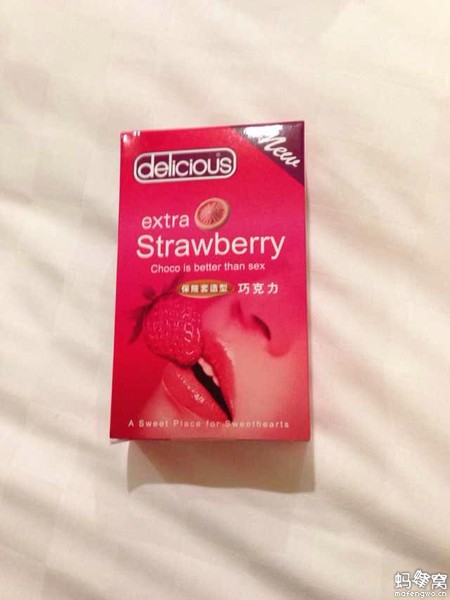 New
delicious
extra
Strawberry
Choco is better than sex
保險套造型 巧克力
A Sweet Place for Sweethearts
蚂蜂窝
mafengwo.cn